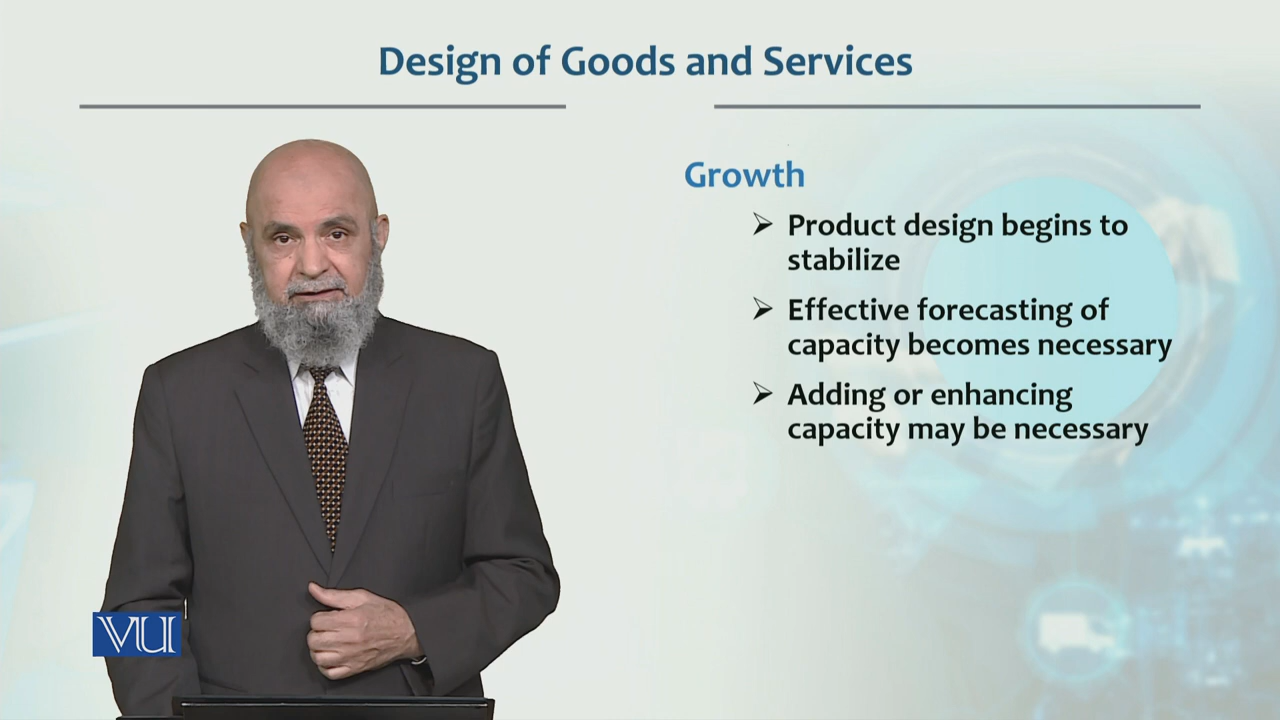 Design of Goods and Services
Growth
➢ Product design begins to
stabilize
➢ Effective forecasting of
capacity becomes necessary
➢ Adding or enhancing
capacity may be necessary
VU